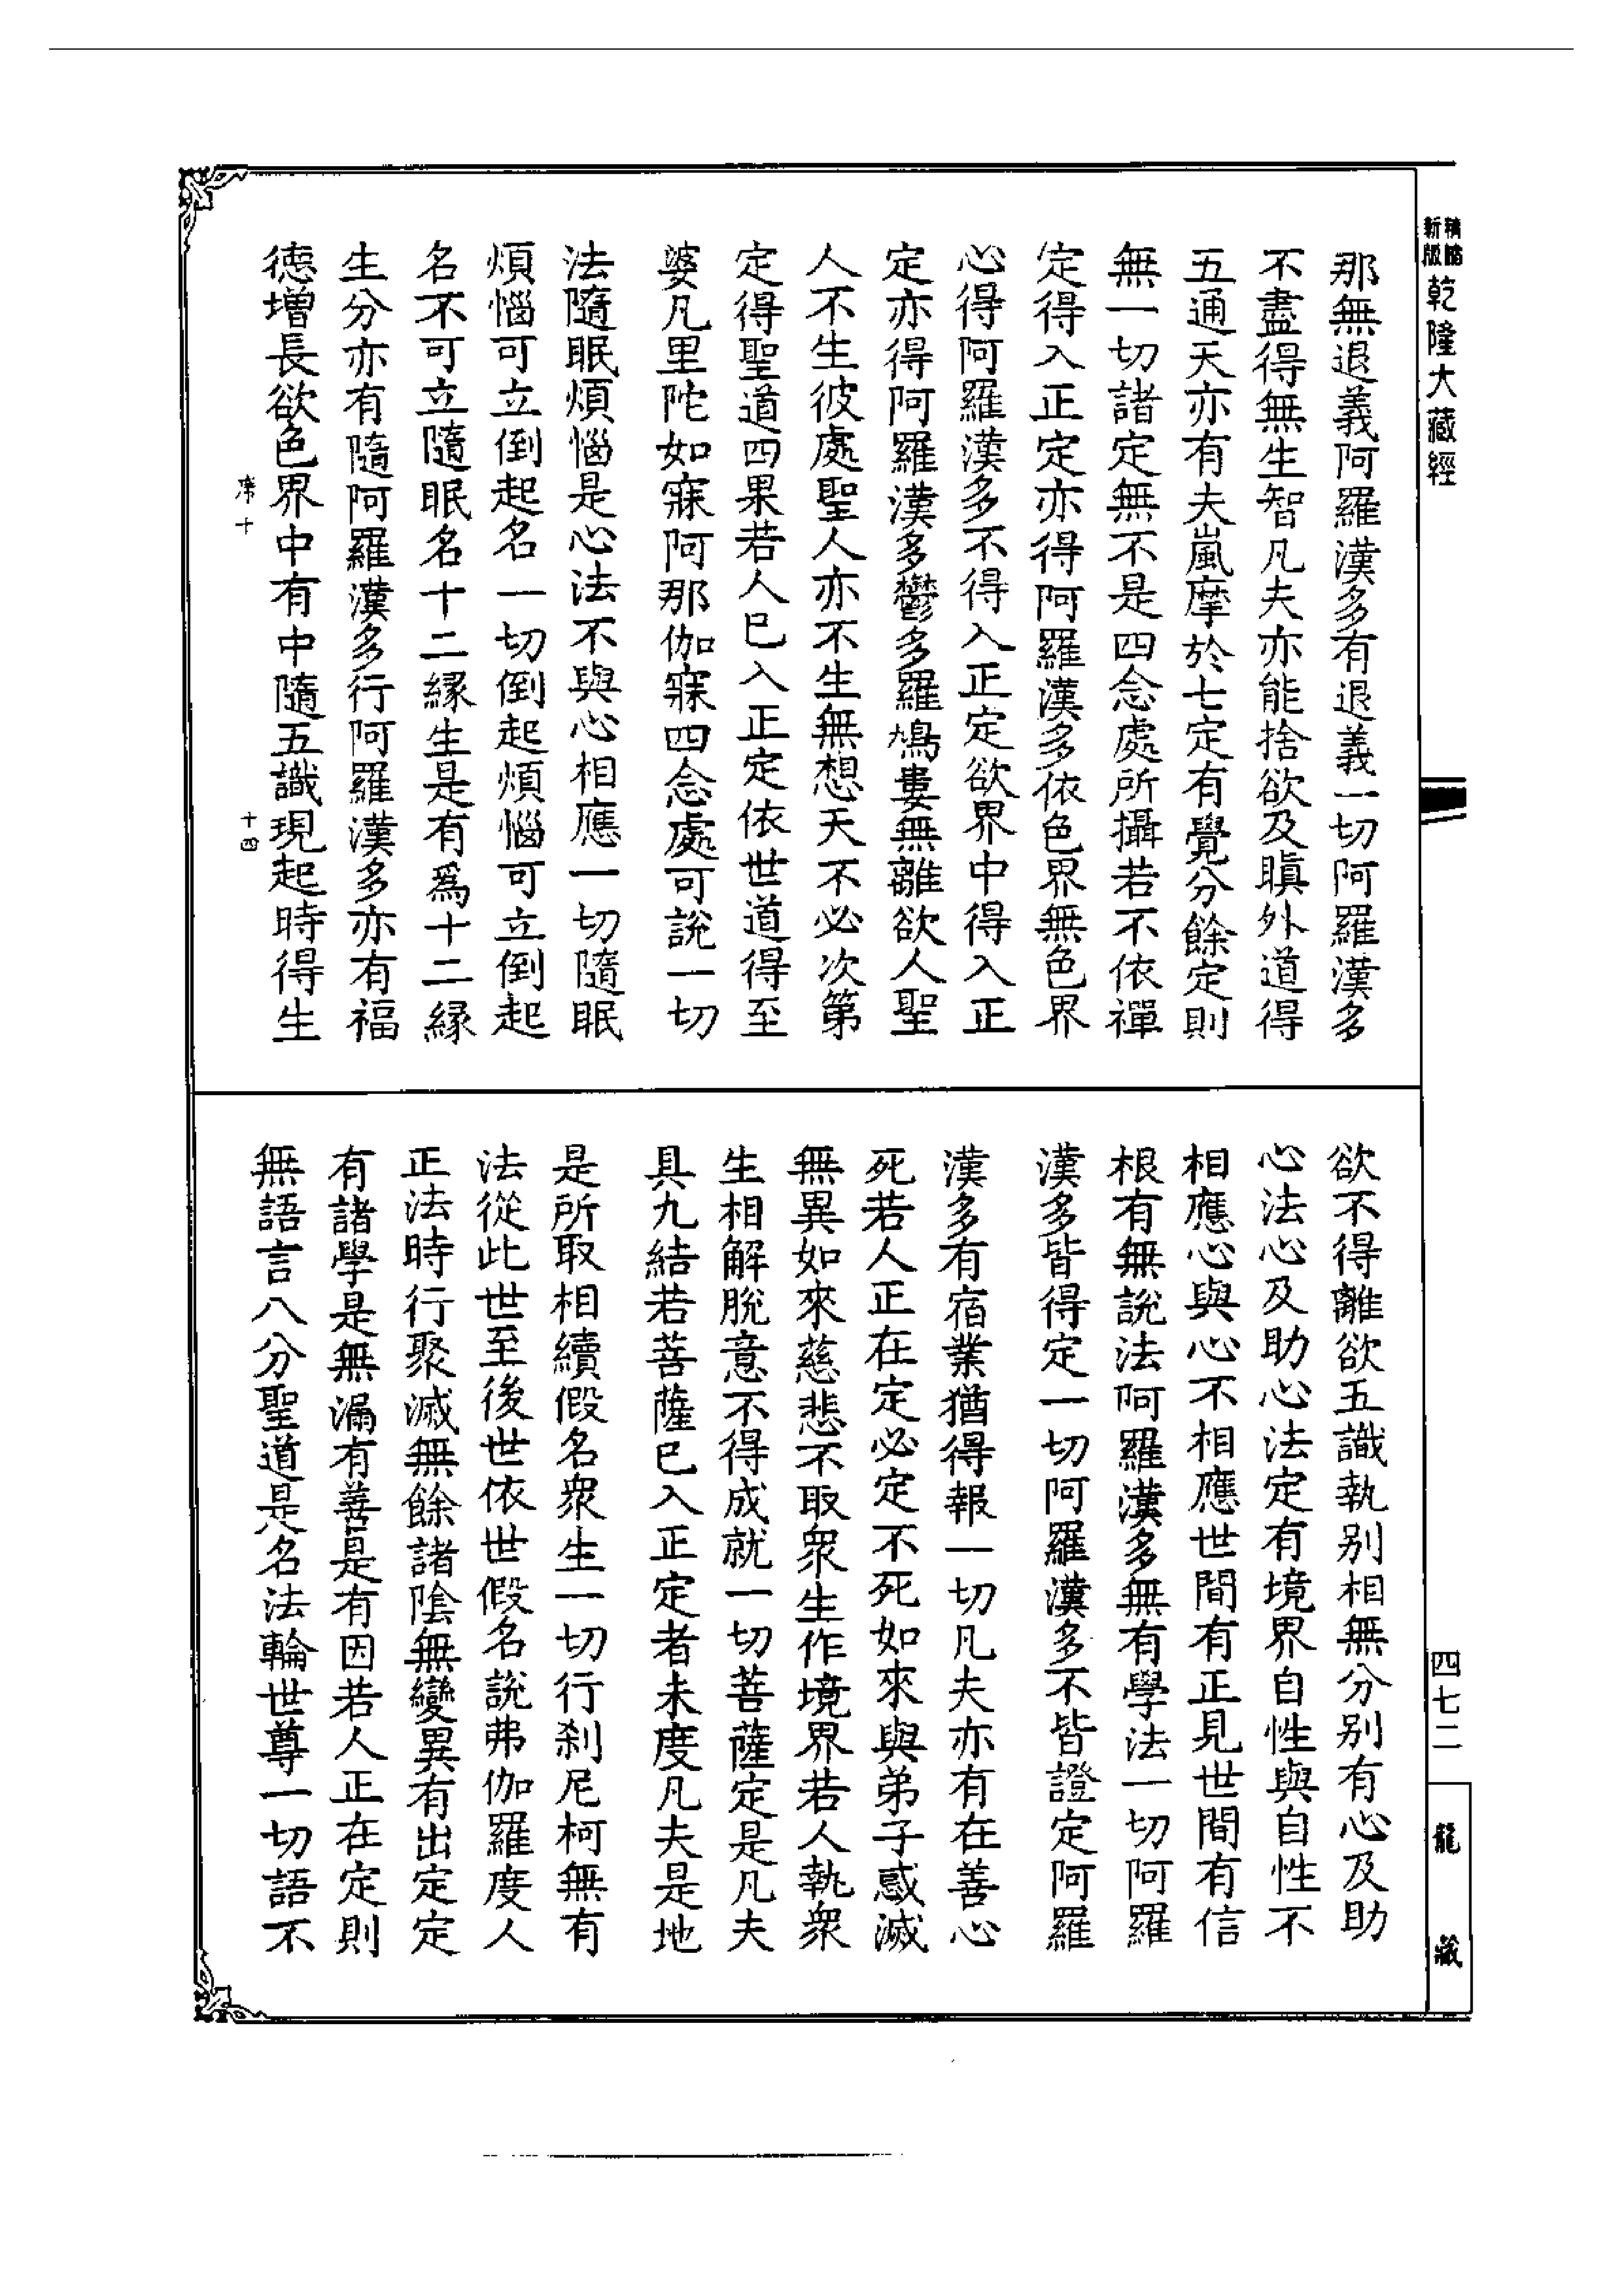 精縮
新版
乾隆大藏經
四七二
龍藏
那無退義阿羅漢多有退義一切阿羅漢多
不盡得無生智凡夫亦能捨欲及瞋外道得
五通天亦有夫嵐摩於七定有覺分餘定則
無一切諸定無不是四念處所攝若不依禪
定得入正定亦得阿羅漢多依色界無色界
心得阿羅漢多不得入正定欲界中得入正
定亦得阿羅漢多鬱多羅鳩婁無離欲人聖
人不生彼處聖人亦不生無想天不必次第
定得聖道四果若人已入正定依世道得至
婆凡里陀如寐阿那伽寐四念處可說一切
法隨眠煩惱是心法不與心相應一切隨眠
煩惱可立倒起名一切倒起煩惱可立倒起
名不可立隨眠名十二緣生是有爲十二緣
生分亦有隨阿羅漢多行阿羅漢多亦有福
德增長欲色界中有中隨五識現起時得生
十四
欲不得離欲五識執别相無分别有心及助
心法心及助心法定有境界自性與自性不
相應心與心不相應世間有正見世間有信
根有無說法阿羅漢多無有學法一切阿羅
漢多皆得定一切阿羅漢多不皆證定阿羅
漢多有宿業猶得報一切凡夫亦有在善心
死若人正在定必定不死如來與弟子惑滅
無異如來慈悲不取衆生作境界若人執衆
生相解脫意不得成就一切菩薩定是凡夫
具九結若菩薩已入正定者未度凡夫是地
是所取相續假名衆生一切行刹尼柯無有
法從此世至後世依世假名說弗伽羅度人
正法時行聚滅無餘諸陰無變異有出定定
有諸學是無漏有善是有因若人正在定則
無語言八分聖道是名法輪世尊一切語不